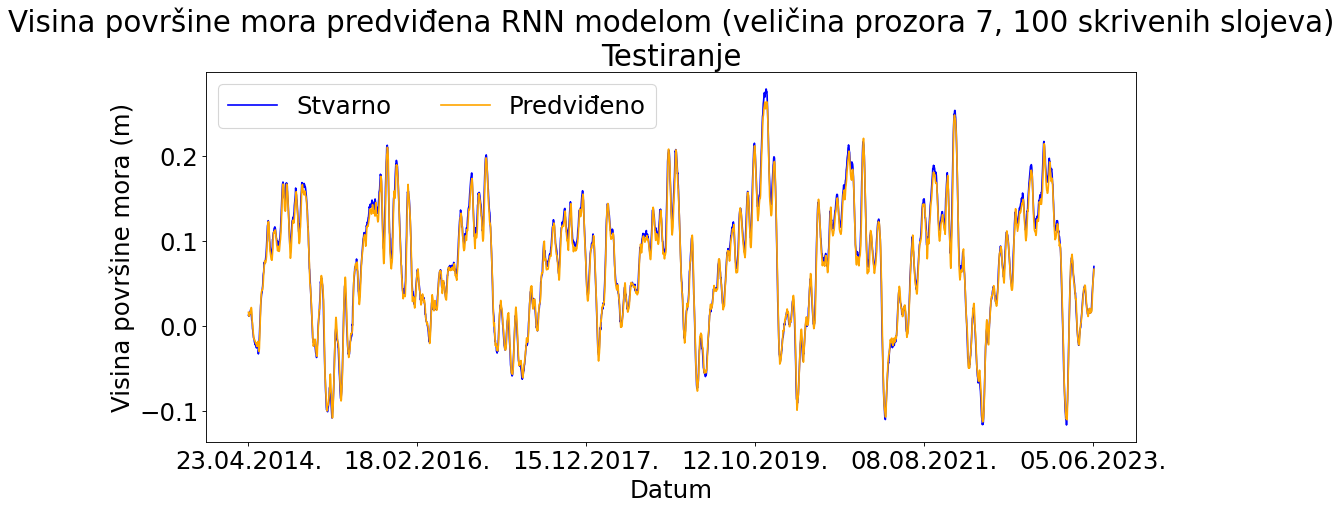 Visina površine mora predviđena RNN modelom (veličina prozora 7, 100 skrivenih slojeva)
Testiranje
Stvarno Predviđeno
Visina površine mora (m)
0.2
0.1
0.0
−0.1
23.04.2014. 18.02.2016. 15.12.2017. 12.10.2019. 08.08.2021. 05.06.2023.
Datum